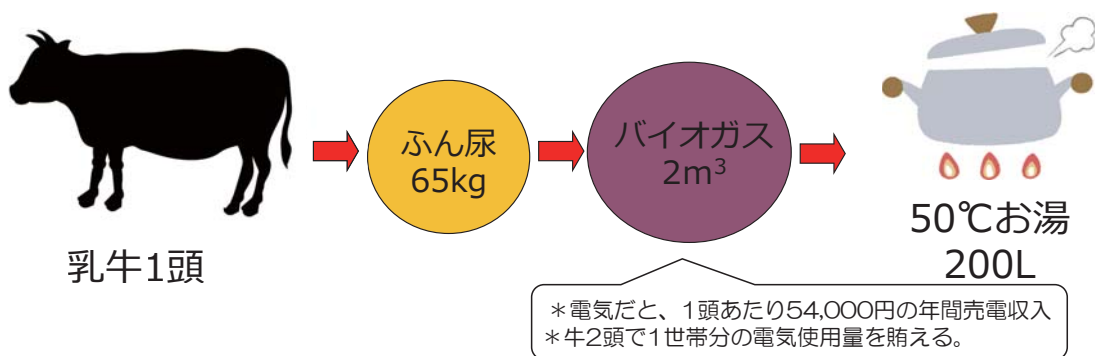 乳牛1頭
ふん尿
65kg
バイオガス
2m³
50℃お湯
200L
＊電気だと、1頭あたり54,000円の年間売電収入
＊牛2頭で1世帯分の電気使用量を賄える。